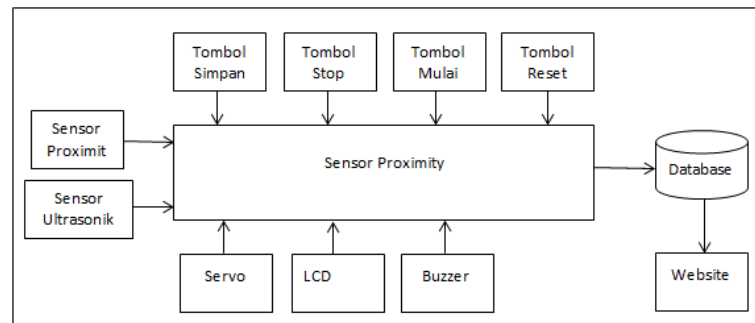 Tombol
Simpan
Tombol
Stop
Tombol
Mulai
Tombol
Reset
Sensor
Proximit
Sensor Proximity
Database
Sensor
Ultrasonik
Servo
LCD
Buzzer
Website